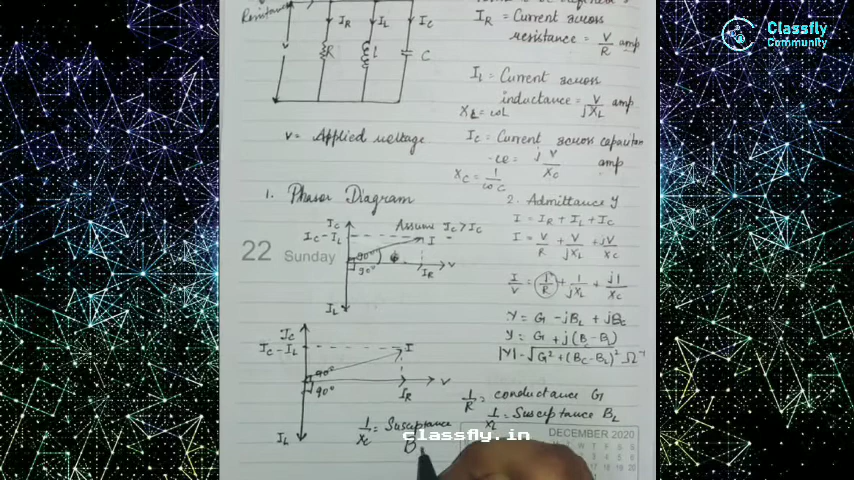 Classfly
Community
Resistance
IR
IL
IC
V
R
L
C
IR = Current across
resistance = V/R amp
IL = Current across
inductance = V/jXL amp
XL = ωL
V = Applied voltage
IC = Current across capacitan
-ce = j V/XC amp
XC = 1/ωC
1. Phasor Diagram
IC
IC-IL
Assume IC > IC
I
90°
90°
ϕ
IR
V
IL
2. Admittance Y
I = IR + IL + IC
I = V/R + V/jXL + jV/XC
I/V = 1/R + 1/jXL + j1/XC
Y = G - jBL + jBC
Y = G + j(BC - BL)
|Y| = √G² + (BC - BL)² Ω⁻¹
22 Sunday
IC
IC-IL
I
90°
90°
IR
V
IL
1/R = conductance G
1/XL = Susceptance BL
1/XC = Susceptance
B
classfly.in
DECEMBER 2020